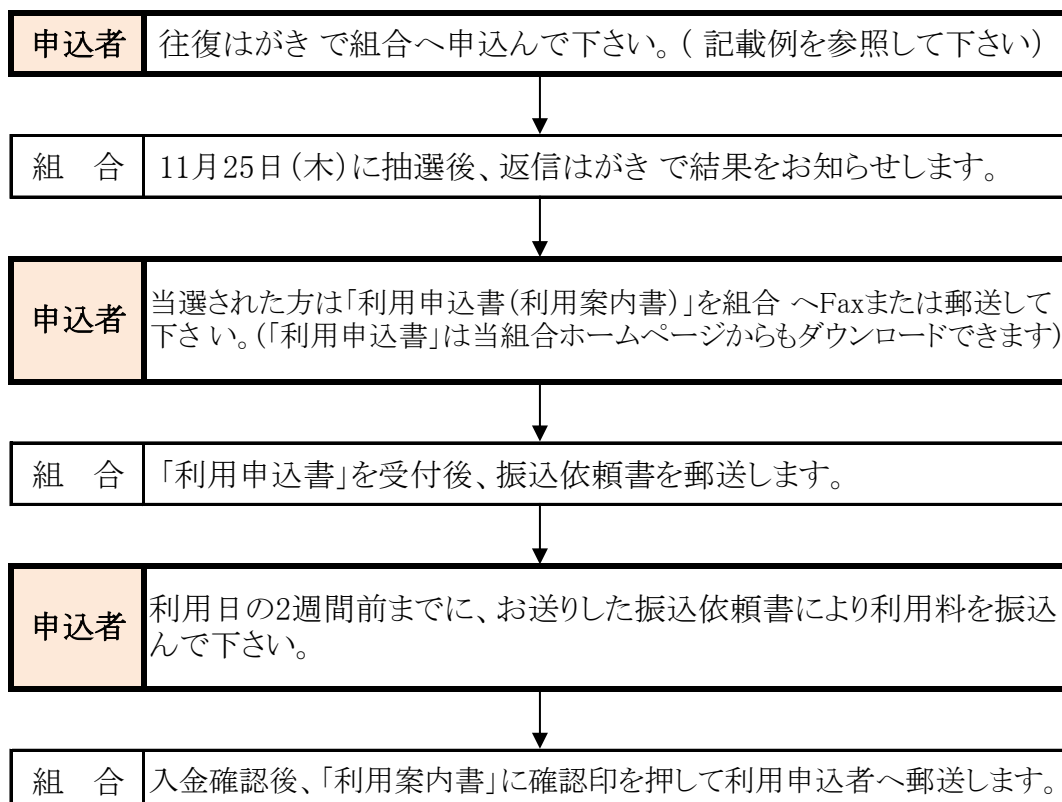 申込者 往復はがき で組合へ申込んで下さい。( 記載例を参照して下さい)
組　合 11月25日(木)に抽選後、返信はがき で結果をお知らせします。
申込者 当選された方は「利用申込書(利用案内書)」を組合 へFaxまたは郵送して
下さ い。(「利用申込書」は当組合ホームページからもダウンロードできます)
組　合 「利用申込書」を受付後、振込依頼書を郵送します。
申込者 利用日の2週間前までに、お送りした振込依頼書により利用料を振込
んで下さい。
組　合 入金確認後、「利用案内書」に確認印を押して利用申込者へ郵送します。